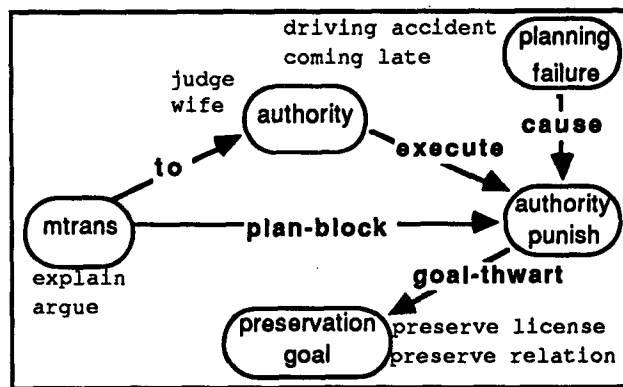 driving accident
coming late
planning
failure
judge
wife
authority
cause
to
execute
mtrans
plan-block
authority
punish
explain
argue
goal-thwart
preservation
goal
preserve license
preserve relation